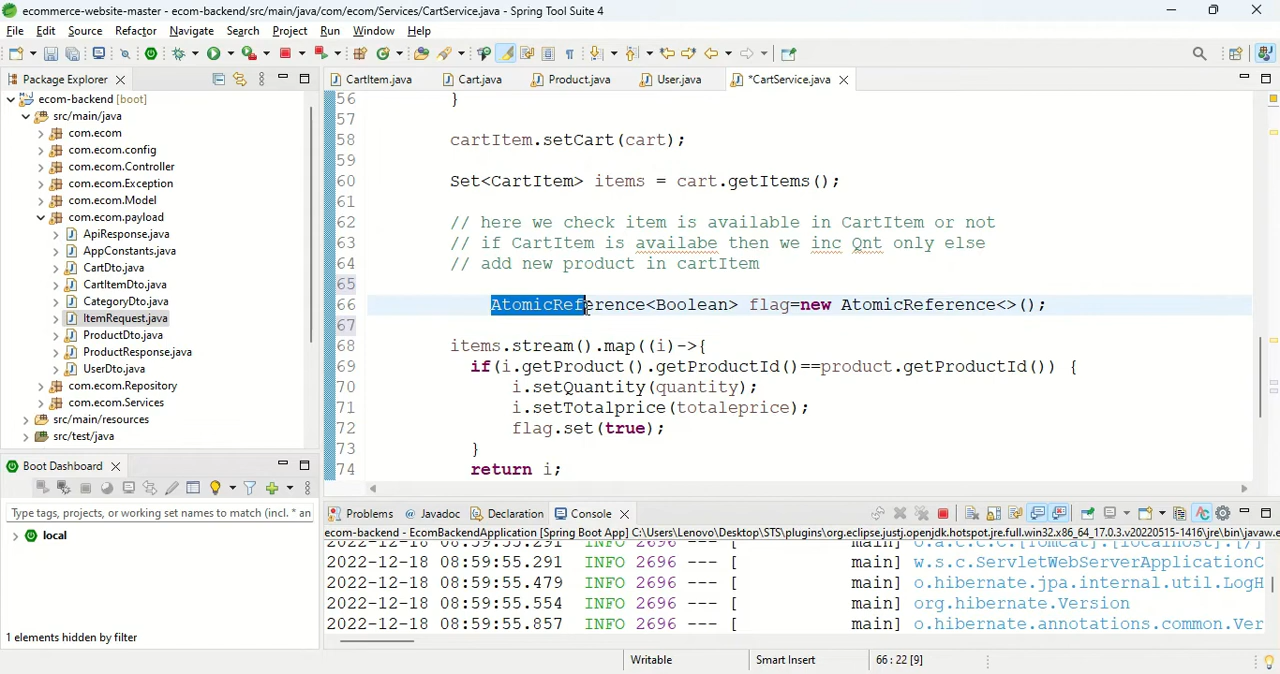 ecommerce-website-master - ecom-backend/src/main/java/com/ecom/Services/CartService.java - Spring Tool Suite 4
File Edit Source Refactor Navigate Search Project Run Window Help
Package Explorer
CartItem.java Cart.java Product.java User.java *CartService.java
ecom-backend [boot]
src/main/java
com.ecom
com.ecom.config
com.ecom.Controller
com.ecom.Exception
com.ecom.Model
com.ecom.payload
ApiResponse.java
AppConstants.java
CartDto.java
CartItemDto.java
CategoryDto.java
ItemRequest.java
ProductDto.java
ProductResponse.java
UserDto.java
com.ecom.Repository
com.ecom.Services
src/main/resources
src/test/java
56 }
57
58 cartItem.setCart(cart);
59
60 Set<CartItem> items = cart.getItems();
61
62 // here we check item is available in CartItem or not
63 // if CartItem is availabe then we inc Qnt only else
64 // add new product in cartItem
65
66 AtomicReference<Boolean> flag=new AtomicReference<>();
67
68 items.stream().map((i)->{
69 if(i.getProduct().getProductId()==product.getProductId()) {
70 i.setQuantity(quantity);
71 i.setTotalprice(totaleprice);
72 flag.set(true);
73 }
74 return i;
Boot Dashboard
Type tags, projects, or working set names to match (incl. * an
local
1 elements hidden by filter
Problems Javadoc Declaration Console
ecom-backend - EcomBackendApplication [Spring Boot App] C:\Users\Lenovo\Desktop\STS\plugins\org.eclipse.justj.openjdk.hotspot.jre.full.win32.x86_64_17.0.3.v20220515-1416\jre\bin\javaw.e
2022-12-18 08:59:55.291 INFO 2696 --- [ main] o.a.c.c.C.[Tomcat].[localhost].[/]
2022-12-18 08:59:55.291 INFO 2696 --- [ main] w.s.c.ServletWebServerApplicationC
2022-12-18 08:59:55.479 INFO 2696 --- [ main] o.hibernate.jpa.internal.util.LogH
2022-12-18 08:59:55.554 INFO 2696 --- [ main] org.hibernate.Version
2022-12-18 08:59:55.857 INFO 2696 --- [ main] o.hibernate.annotations.common.Ver
Writable Smart Insert 66 : 22 [9]